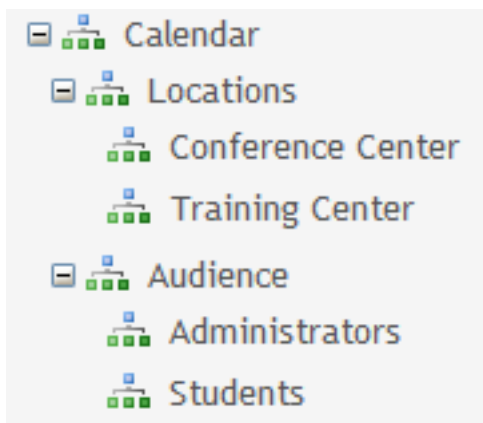 Calendar
Locations
Conference Center
Training Center
Audience
Administrators
Students